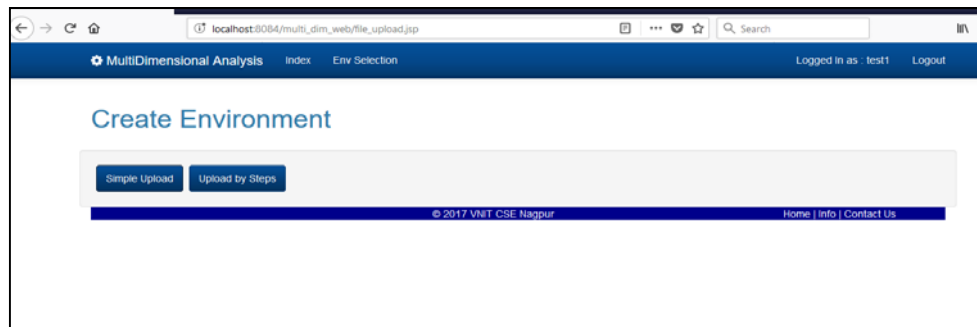 localhost:8084/multi_dim_web/file_upload.jsp Search
MultiDimensional Analysis Index Env Selection Logged in as : test1 Logout
Create Environment
Simple Upload Upload by Steps
© 2017 VNIT CSE Nagpur Home | Info | Contact Us